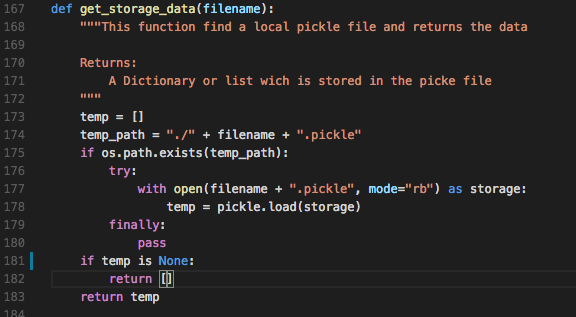 167 def get_storage_data(filename):
168     """This function find a local pickle file and returns the data
169
170     Returns:
171         A Dictionary or list wich is stored in the picke file
172     """
173     temp = []
174     temp_path = "./" + filename + ".pickle"
175     if os.path.exists(temp_path):
176         try:
177             with open(filename + ".pickle", mode="rb") as storage:
178                 temp = pickle.load(storage)
179         finally:
180             pass
181     if temp is None:
182         return []
183     return temp
184